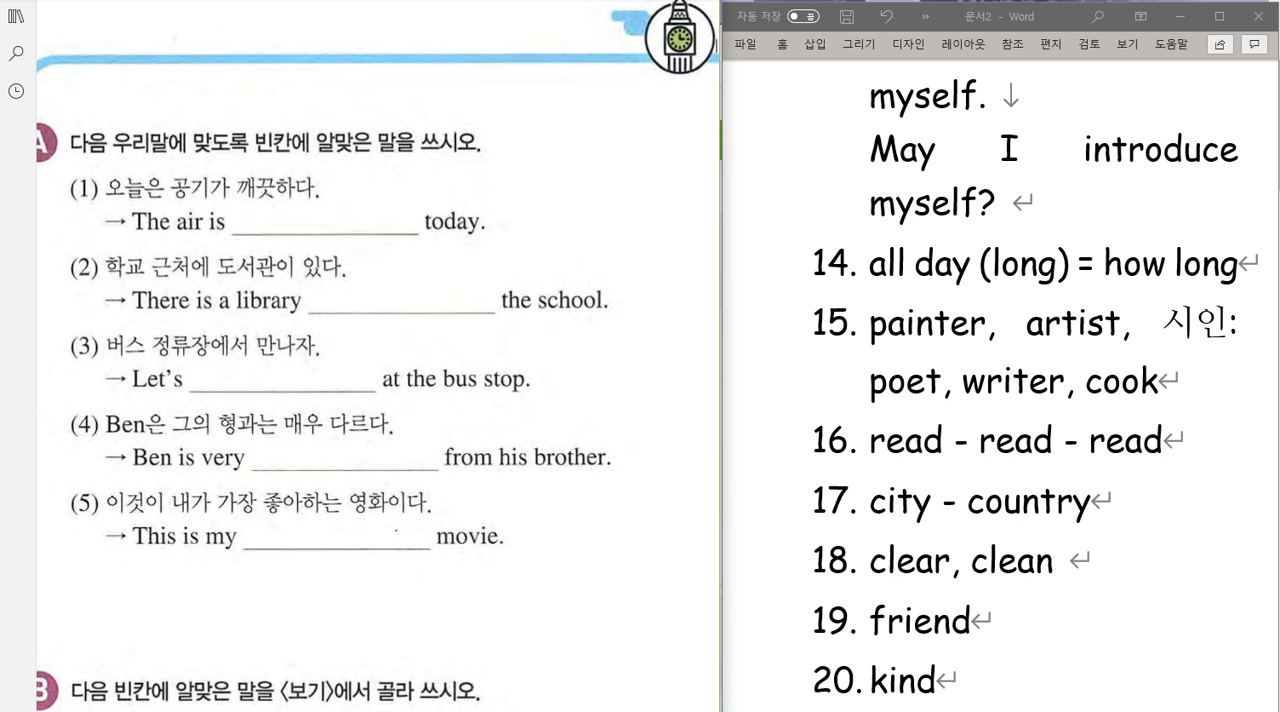 A 다음 우리말에 맞도록 빈칸에 알맞은 말을 쓰시오.
(1) 오늘은 공기가 깨끗하다.
→ The air is ________ today.
(2) 학교 근처에 도서관이 있다.
→ There is a library ________ the school.
(3) 버스 정류장에서 만나자.
→ Let's ________ at the bus stop.
(4) Ben은 그의 형과는 매우 다르다.
→ Ben is very ________ from his brother.
(5) 이것이 내가 가장 좋아하는 영화이다.
→ This is my ________ movie.
B 다음 빈칸에 알맞은 말을 <보기>에서 골라 쓰시오.
자동 저장 끔 문서2 - Word
파일 홈 삽입 그리기 디자인 레이아웃 참조 편지 검토 보기 도움말
myself. ↓
May I introduce
myself? ↵
14. all day (long) = how long↵
15. painter, artist, 시인:
poet, writer, cook↵
16. read - read - read↵
17. city - country↵
18. clear, clean ↵
19. friend↵
20. kind↵